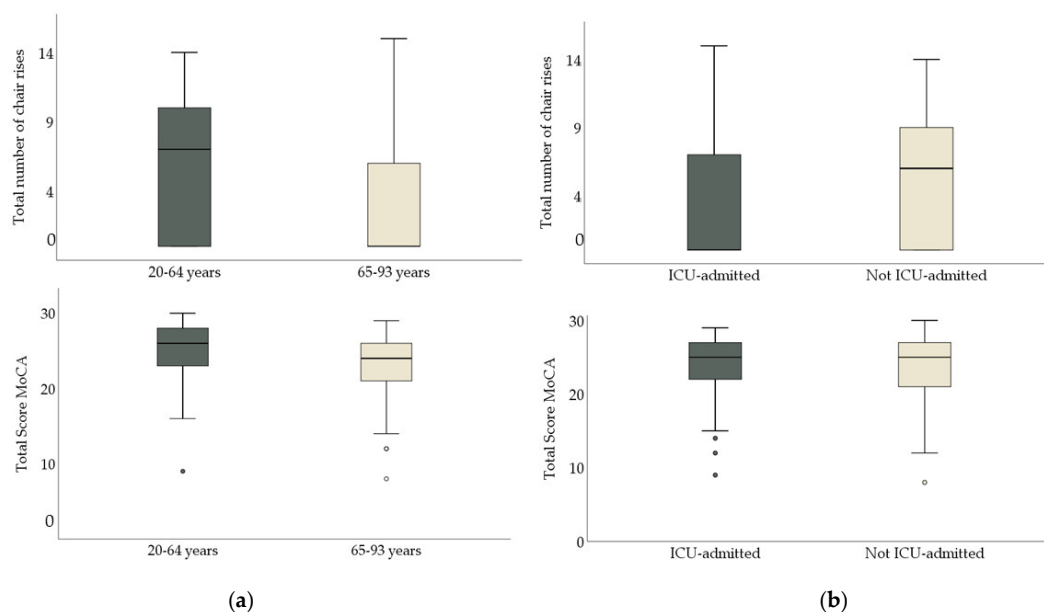 Total number of chair rises
14
9
4
0
20-64 years
65-93 years
Total number of chair rises
14
9
4
0
ICU-admitted
Not ICU-admitted
Total Score MoCA
30
20
10
0
20-64 years
65-93 years
Total Score MoCA
30
20
10
0
ICU-admitted
Not ICU-admitted
(a)
(b)